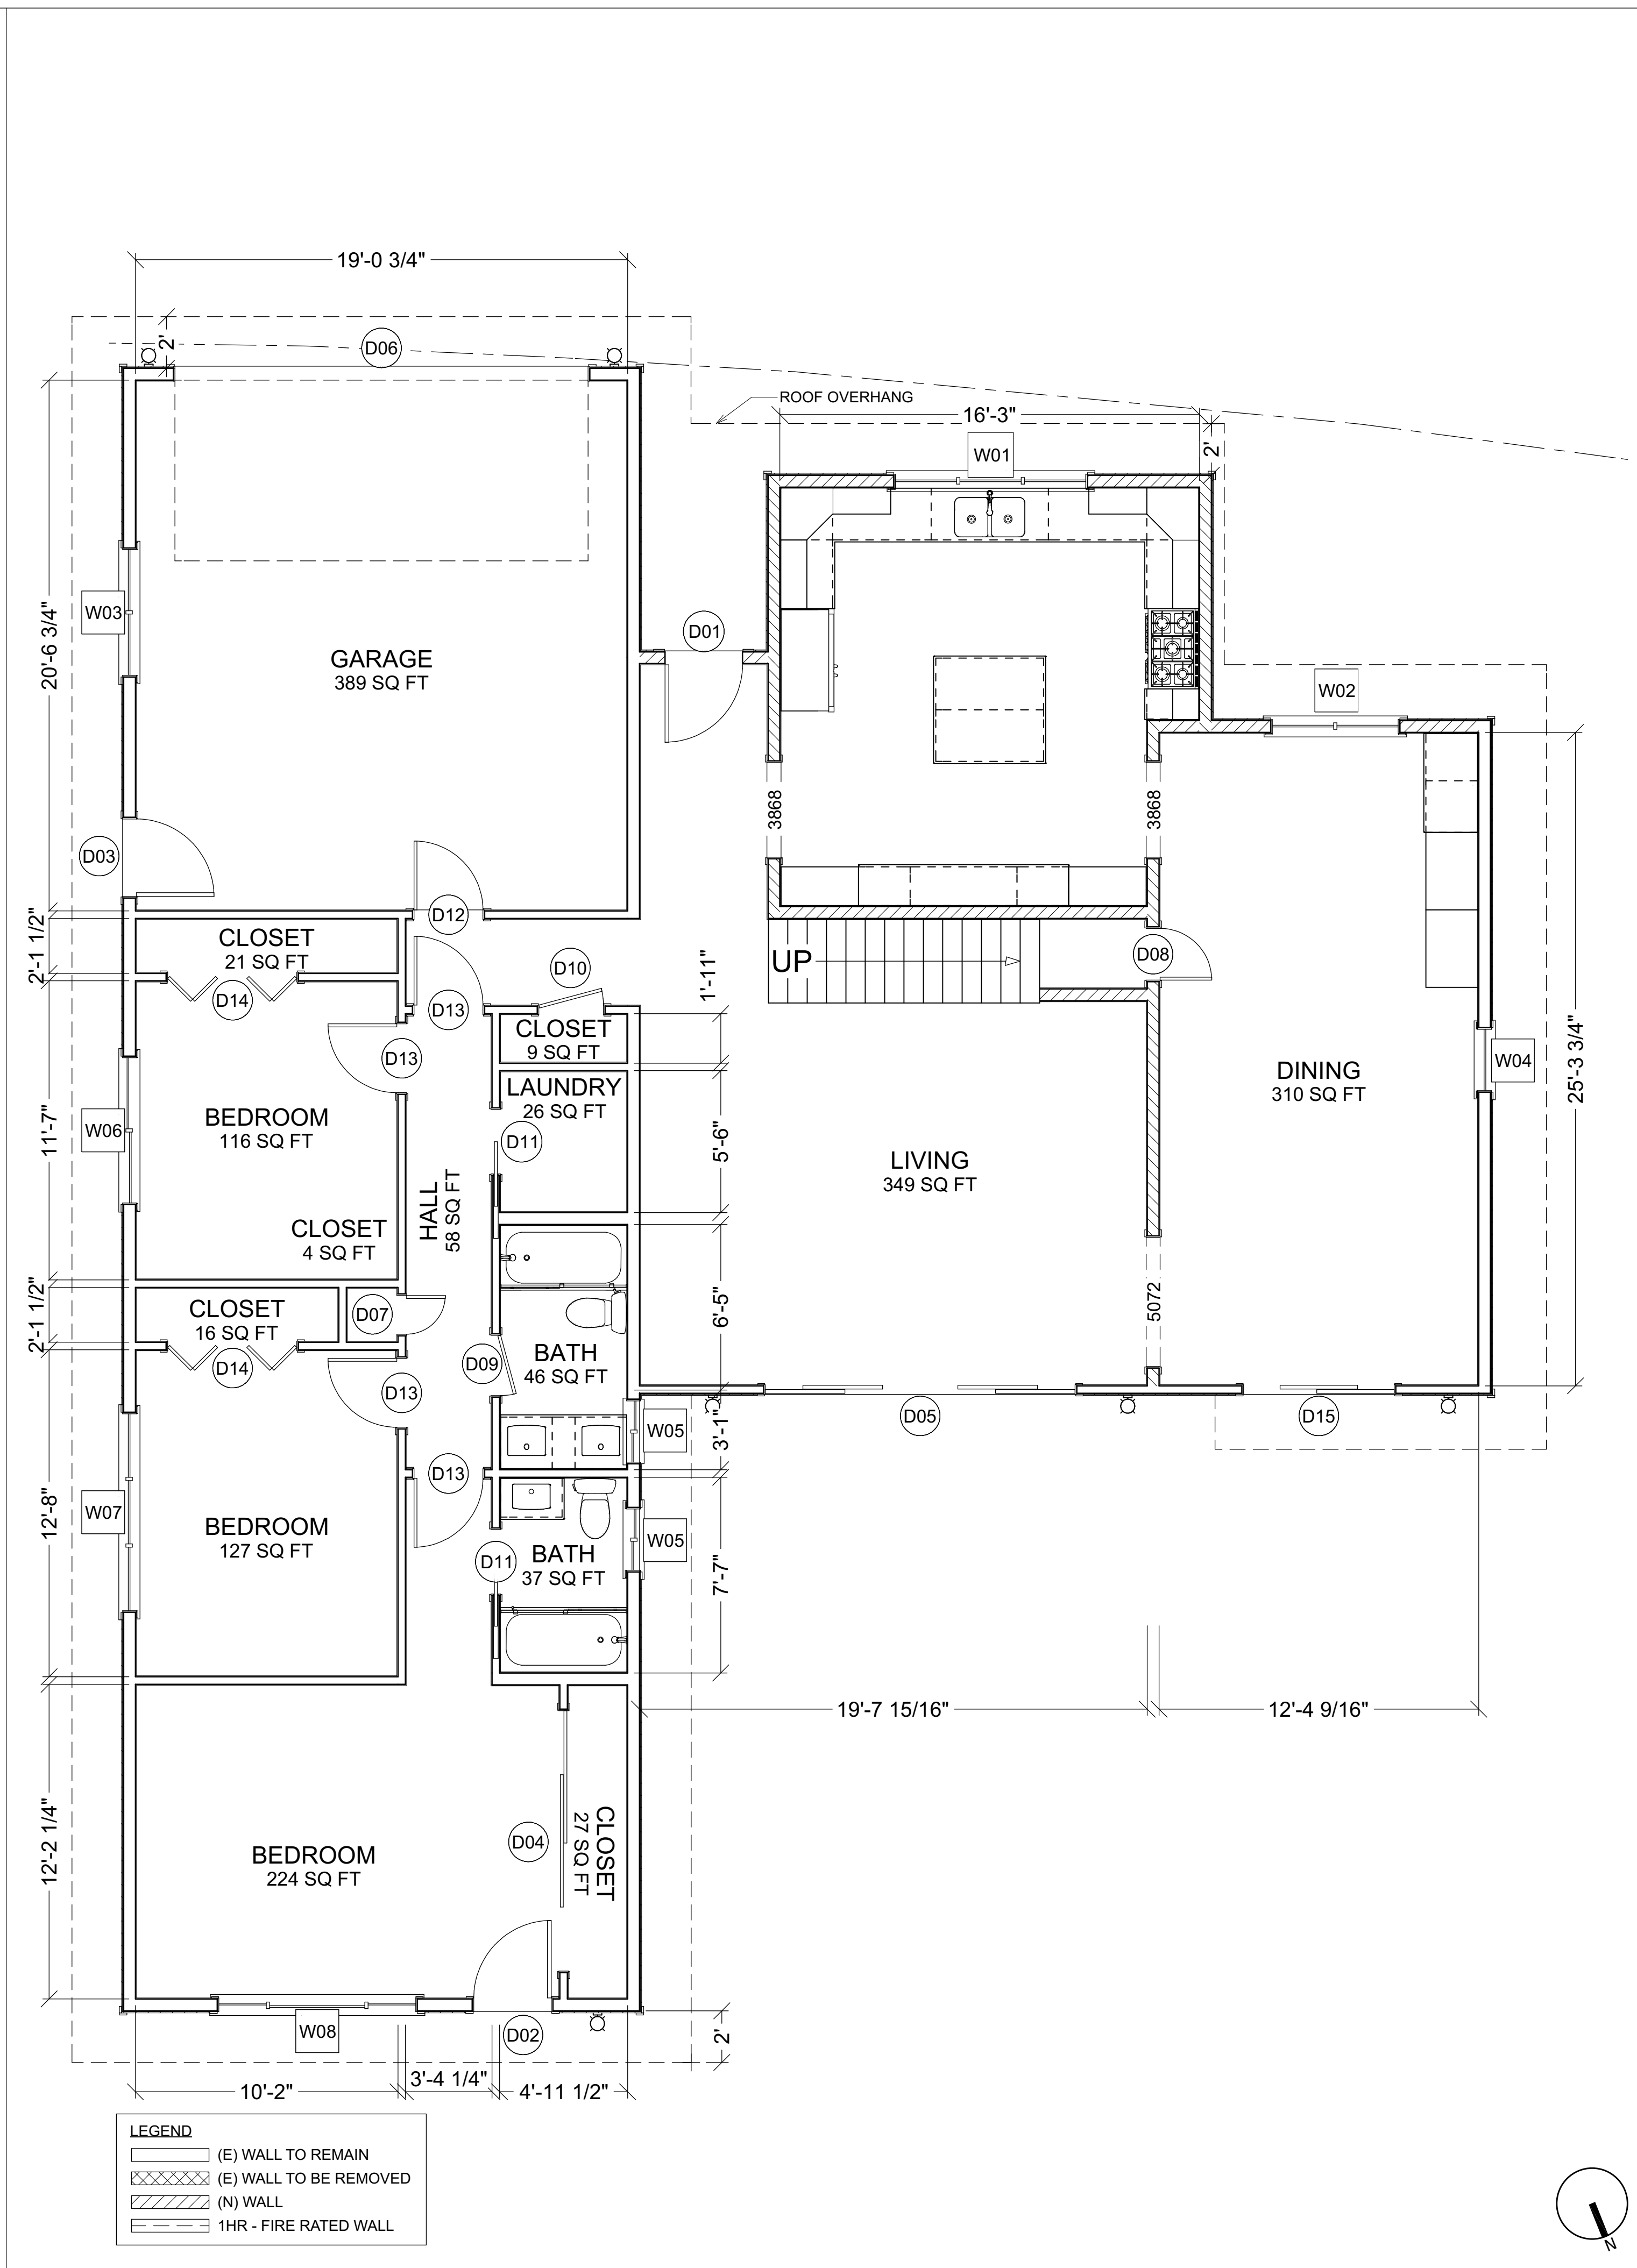 19'-0 3/4"
2'
D06
ROOF OVERHANG
16'-3"
2'
W01
W03
D01
20'-6 3/4"
GARAGE
389 SQ FT
W02
3868
3868
D03
D12
2'-1 1/2"
CLOSET
21 SQ FT
D10
UP
D08
1'-11"
D14
D13
CLOSET
9 SQ FT
D13
25'-3 3/4"
W04
DINING
310 SQ FT
LAUNDRY
26 SQ FT
BEDROOM
116 SQ FT
W06
11'-7"
D11
5'-6"
LIVING
349 SQ FT
HALL
58 SQ FT
CLOSET
4 SQ FT
2'-1 1/2"
CLOSET
16 SQ FT
D07
6'-5"
5072
BATH
46 SQ FT
D09
D14
D13
D05
D15
3'-1"
W05
D13
12'-8"
W07
BEDROOM
127 SQ FT
W05
D11
BATH
37 SQ FT
7'-7"
19'-7 15/16"
12'-4 9/16"
12'-2 1/4"
BEDROOM
224 SQ FT
D04
CLOSET
27 SQ FT
W08
D02
2'
10'-2"
3'-4 1/4"
4'-11 1/2"
LEGEND
(E) WALL TO REMAIN
(E) WALL TO BE REMOVED
(N) WALL
1HR - FIRE RATED WALL
N